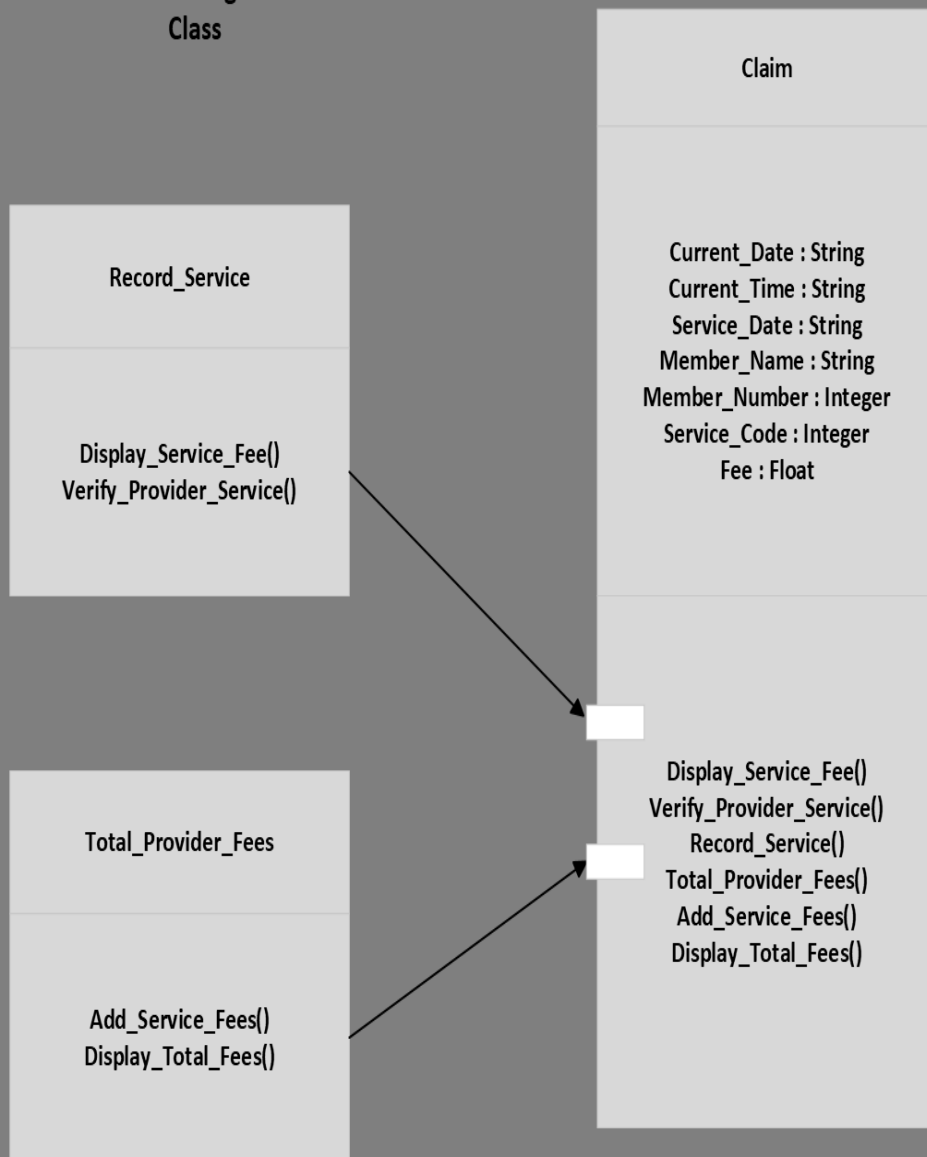 Class
Claim
Current_Date : String
Current_Time : String
Service_Date : String
Member_Name : String
Member_Number : Integer
Service_Code : Integer
Fee : Float
Record_Service
Display_Service_Fee()
Verify_Provider_Service()
Display_Service_Fee()
Verify_Provider_Service()
Record_Service()
Total_Provider_Fees()
Add_Service_Fees()
Display_Total_Fees()
Total_Provider_Fees
Add_Service_Fees()
Display_Total_Fees()